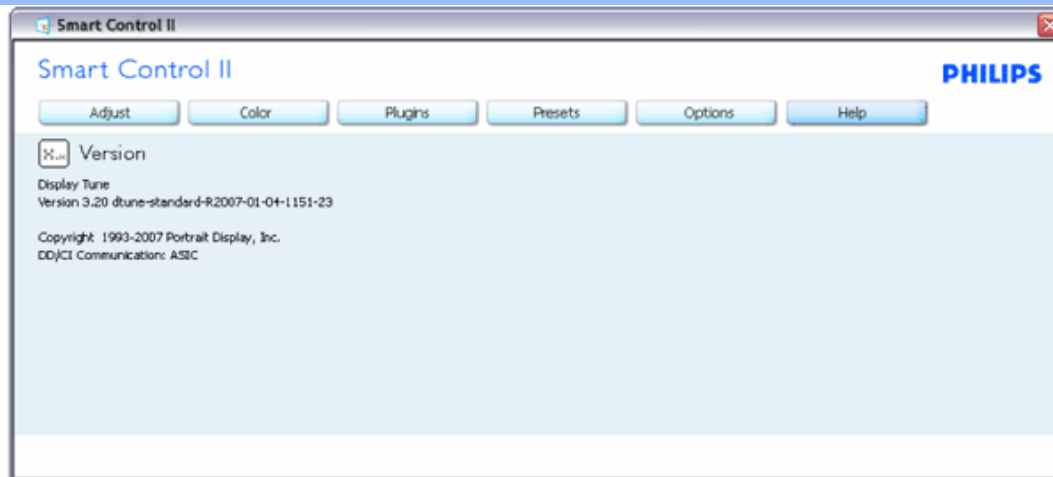 Smart Control II
Smart Control II
PHILIPS
Adjust Color Plugins Presets Options Help
Version
Display Tune
Version 3.20 dtune-standard-R2007-01-04-1151-23
Copyright 1993-2007 Portrait Display, Inc.
DD/CI Communication: ASIC